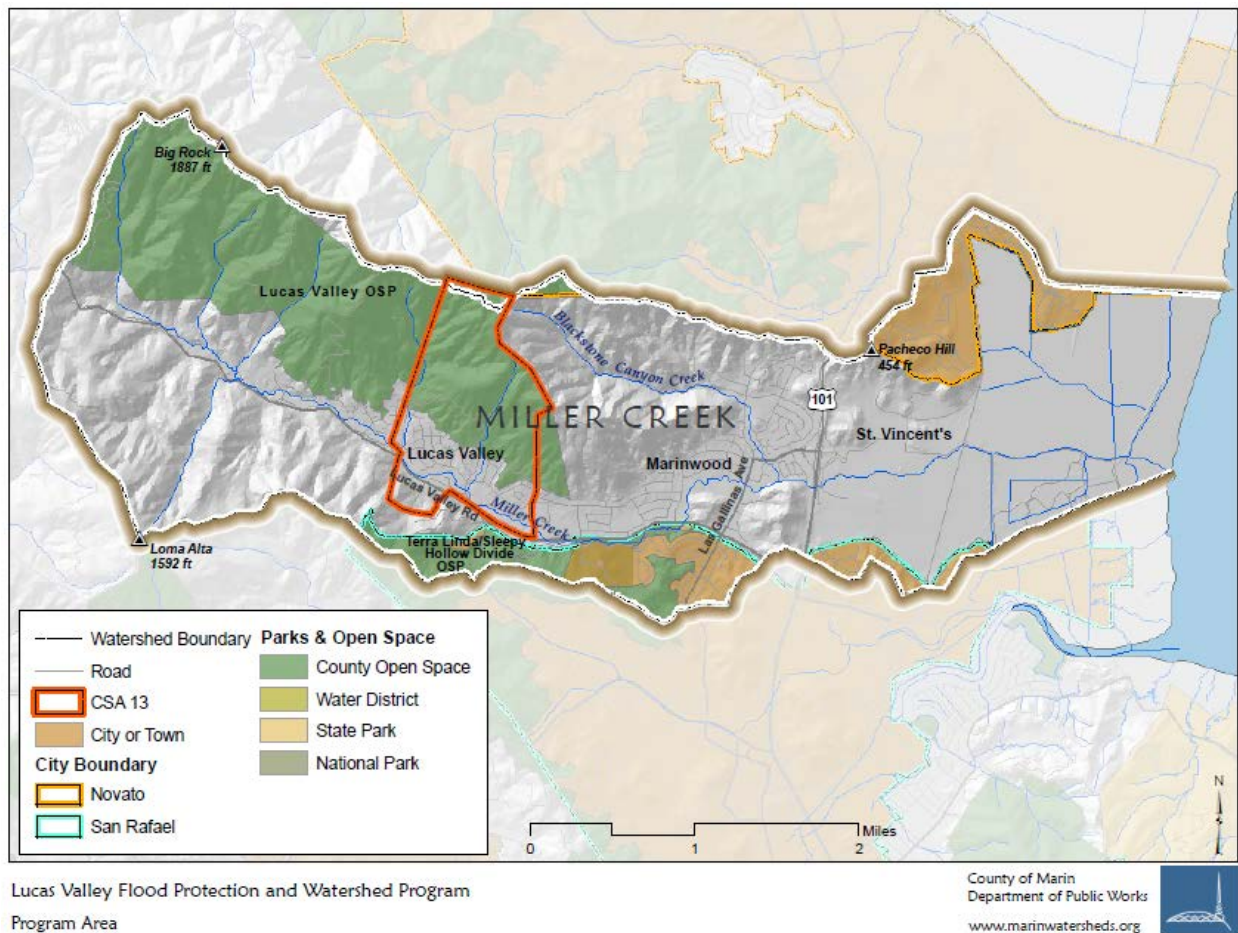 Big Rock
1887 ft
Lucas Valley OSP
Blackstone Canyon Creek
Pacheco Hill
454 ft
101
MILLER CREEK
St. Vincent's
Lucas Valley
Marinwood
Las Gallinas Ave
Lucas Valley Rd
Miller Creek
Terra Linda/Sleepy
Hollow Divide
OSP
Loma Alta
1592 ft
Watershed Boundary
Road
CSA 13
City or Town
City Boundary
Novato
San Rafael
Parks & Open Space
County Open Space
Water District
State Park
National Park
Miles
0 1 2
N
Lucas Valley Flood Protection and Watershed Program
Program Area
County of Marin
Department of Public Works
www.marinwatersheds.org